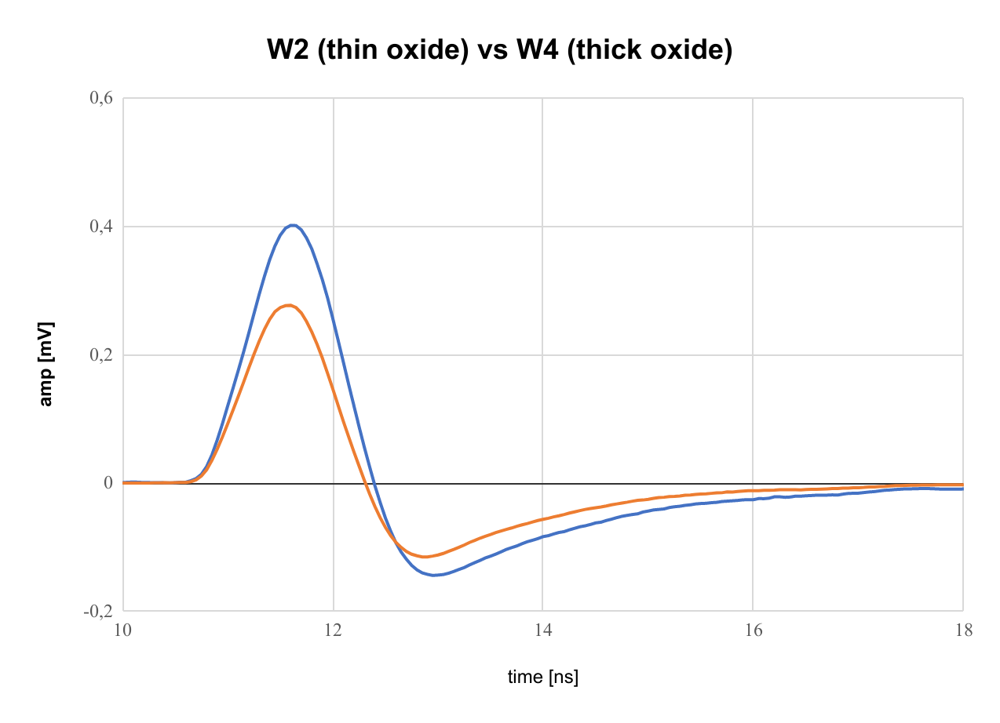 W2 (thin oxide) vs W4 (thick oxide)
0,6
0,4
0,2
0
-0,2
amp [mV]
10 12 14 16 18
time [ns]